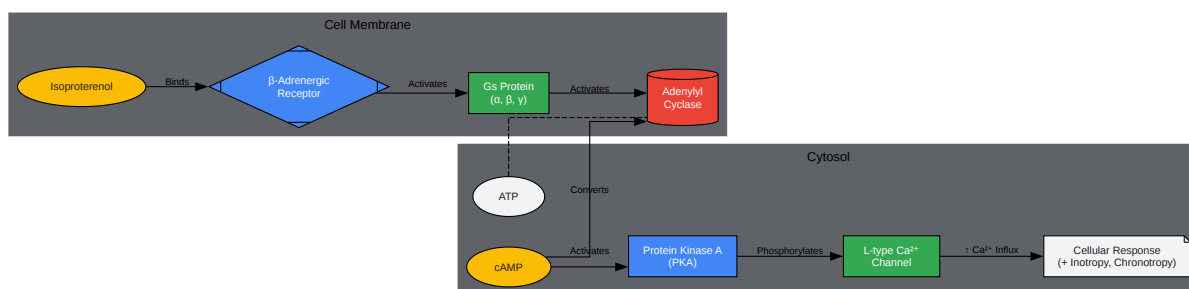 Cell Membrane
Isoproterenol
Binds
β-Adrenergic
Receptor
Activates
Gs Protein
(α, β, γ)
Activates
Adenylyl
Cyclase
Cytosol
ATP
Converts
cAMP
Activates
Protein Kinase A
(PKA)
Phosphorylates
L-type Ca²⁺
Channel
↑ Ca²⁺ Influx
Cellular Response
(+ Inotropy, Chronotropy)